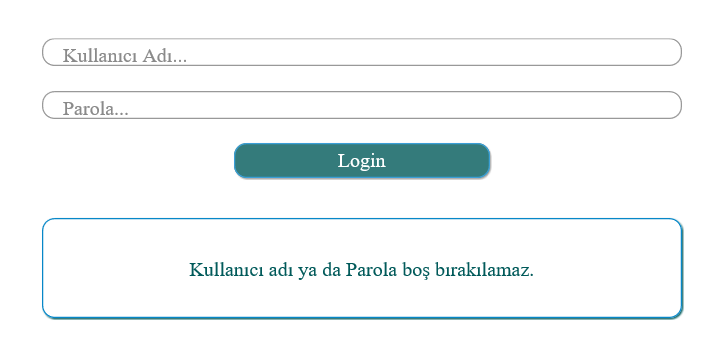 Kullanıcı Adı...
Parola...
Login
Kullanıcı adı ya da Parola boş bırakılamaz.